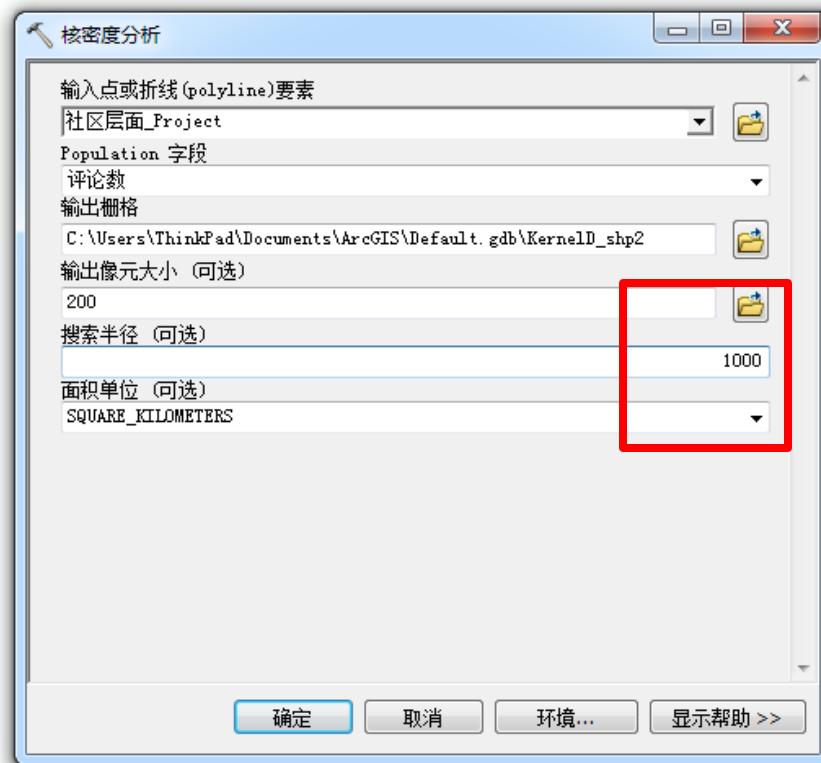 核密度分析
输入点或折线(polyline)要素
社区层面_Project
Population 字段
评论数
输出栅格
C:\Users\ThinkPad\Documents\ArcGIS\Default.gdb\KernelD_shp2
输出像元大小 (可选)
200
搜索半径 (可选)
1000
面积单位 (可选)
SQUARE_KILOMETERS
确定 取消 环境... 显示帮助 >>